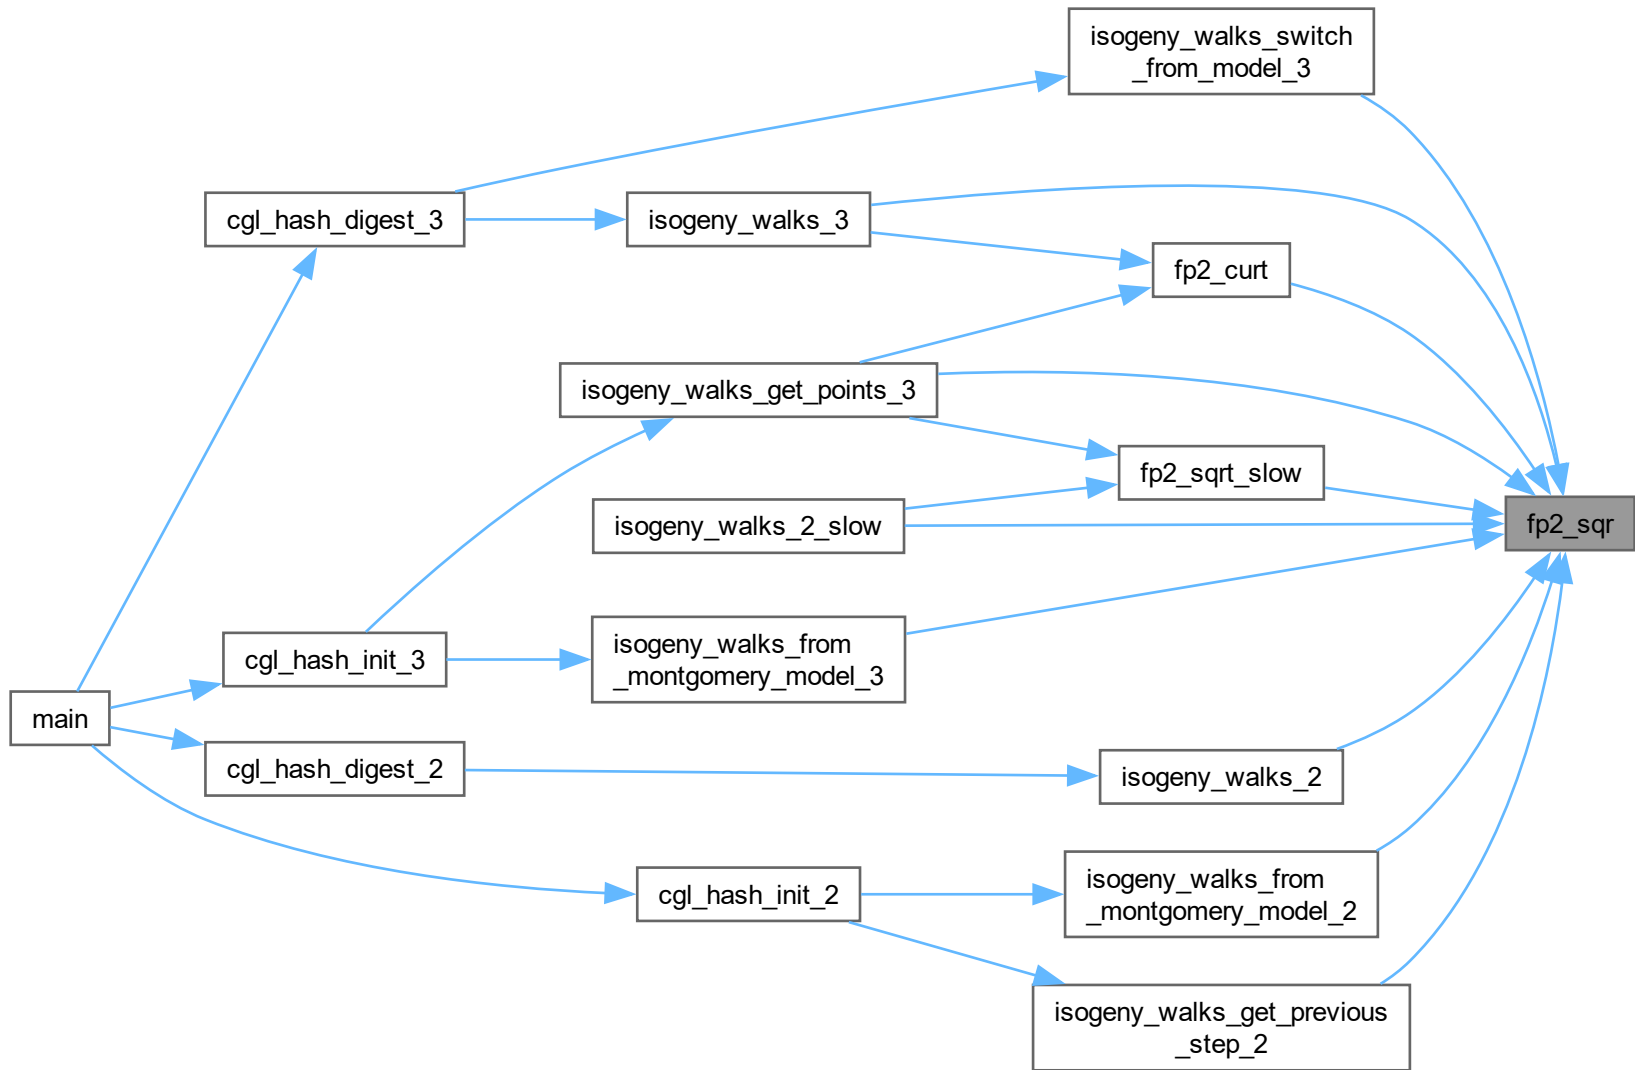 isogeny_walks_switch
_from_model_3
cgl_hash_digest_3
isogeny_walks_3
fp2_curt
isogeny_walks_get_points_3
fp2_sqrt_slow
isogeny_walks_2_slow
fp2_sqr
isogeny_walks_from
_montgomery_model_3
cgl_hash_init_3
main
cgl_hash_digest_2
isogeny_walks_2
cgl_hash_init_2
isogeny_walks_from
_montgomery_model_2
isogeny_walks_get_previous
_step_2